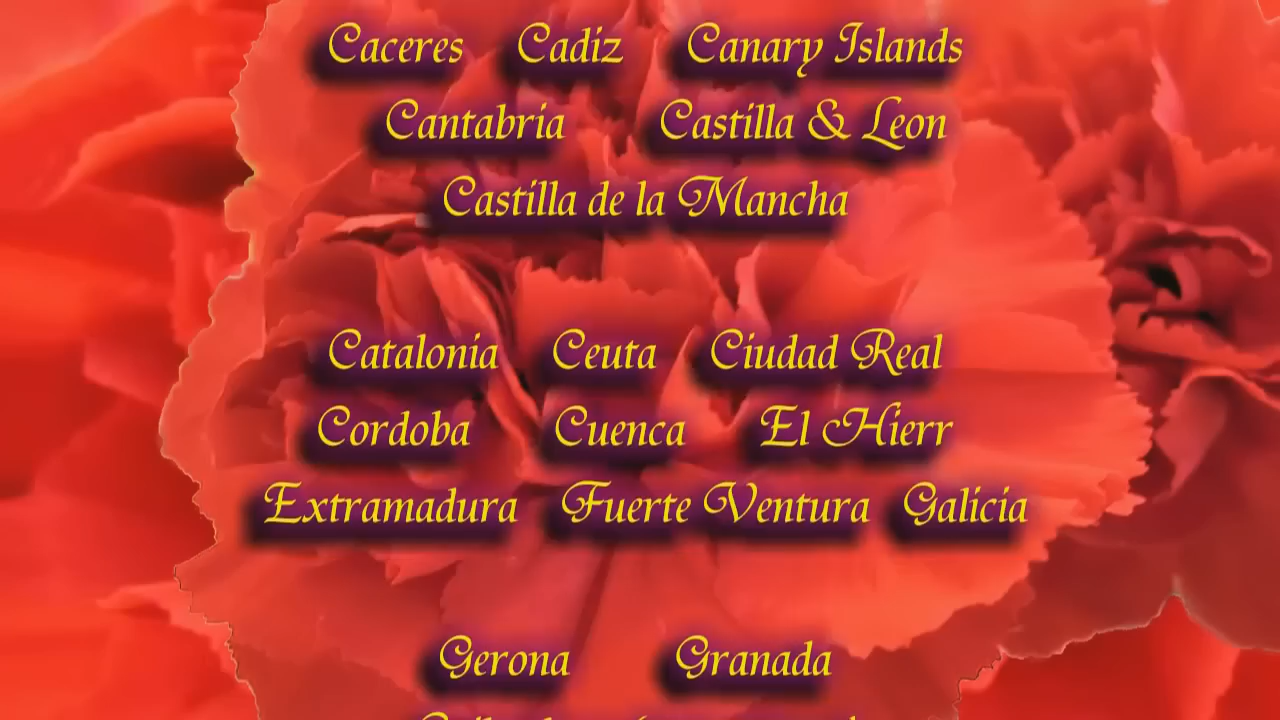 Caceres Cadiz Canary Islands
Cantabria Castilla & Leon
Castilla de la Mancha
Catalonia Ceuta Ciudad Real
Cordoba Cuenca El Hierr
Extramadura Fuerte Ventura Galicia
Gerona Granada